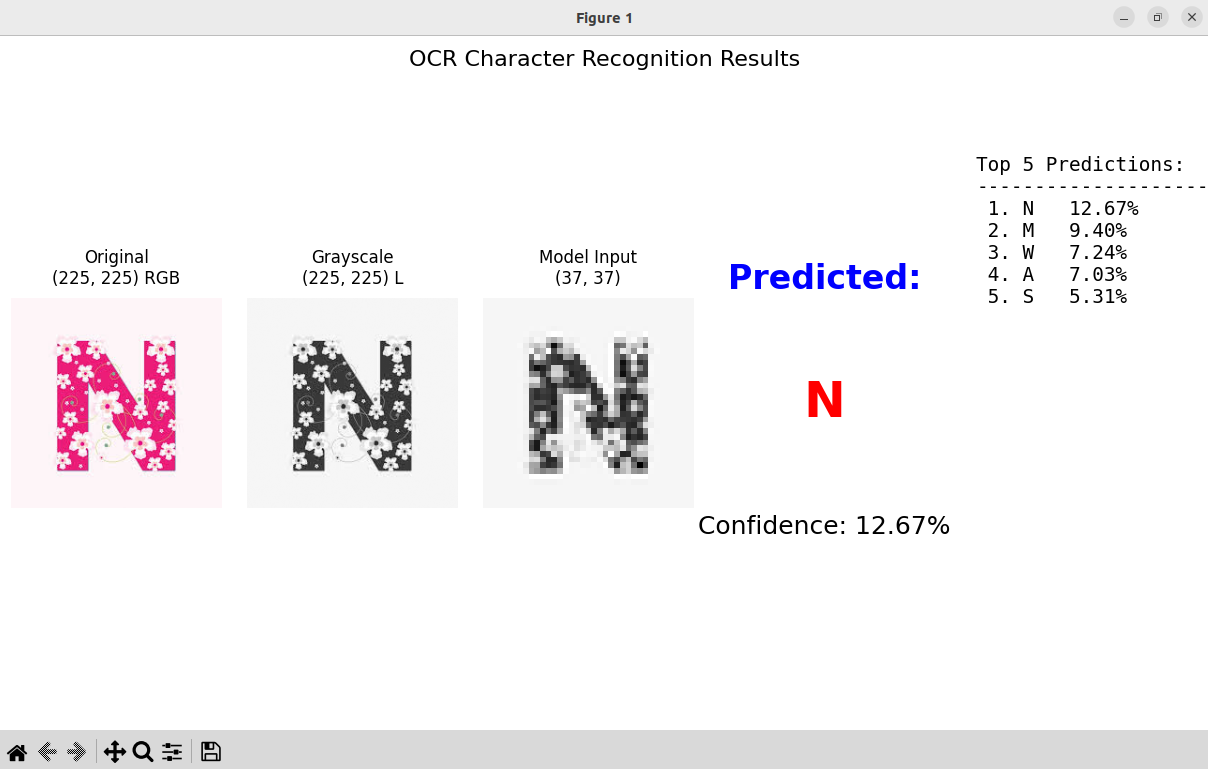 Figure 1
OCR Character Recognition Results
Original
(225, 225) RGB
Grayscale
(225, 225) L
Model Input
(37, 37)
N
N
N
Predicted:
N
Confidence: 12.67%
Top 5 Predictions:
--------------------
1. N 12.67%
2. M 9.40%
3. W 7.24%
4. A 7.03%
5. S 5.31%